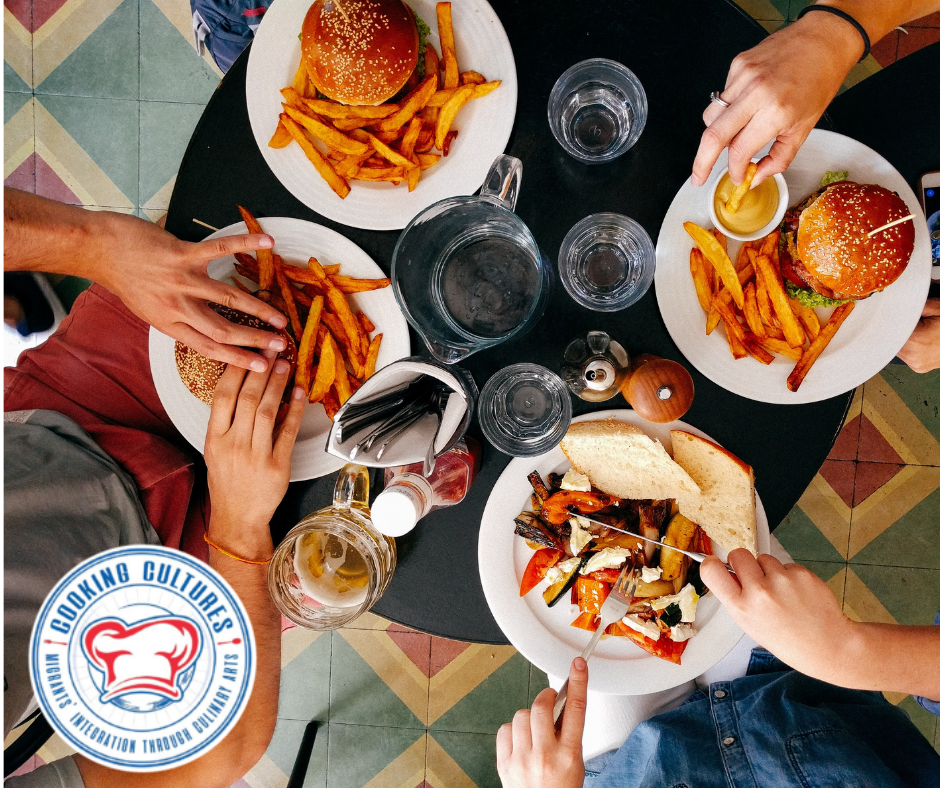 COOKING CULTURES
MIGRANTS' INTEGRATION THROUGH CULINARY ARTS